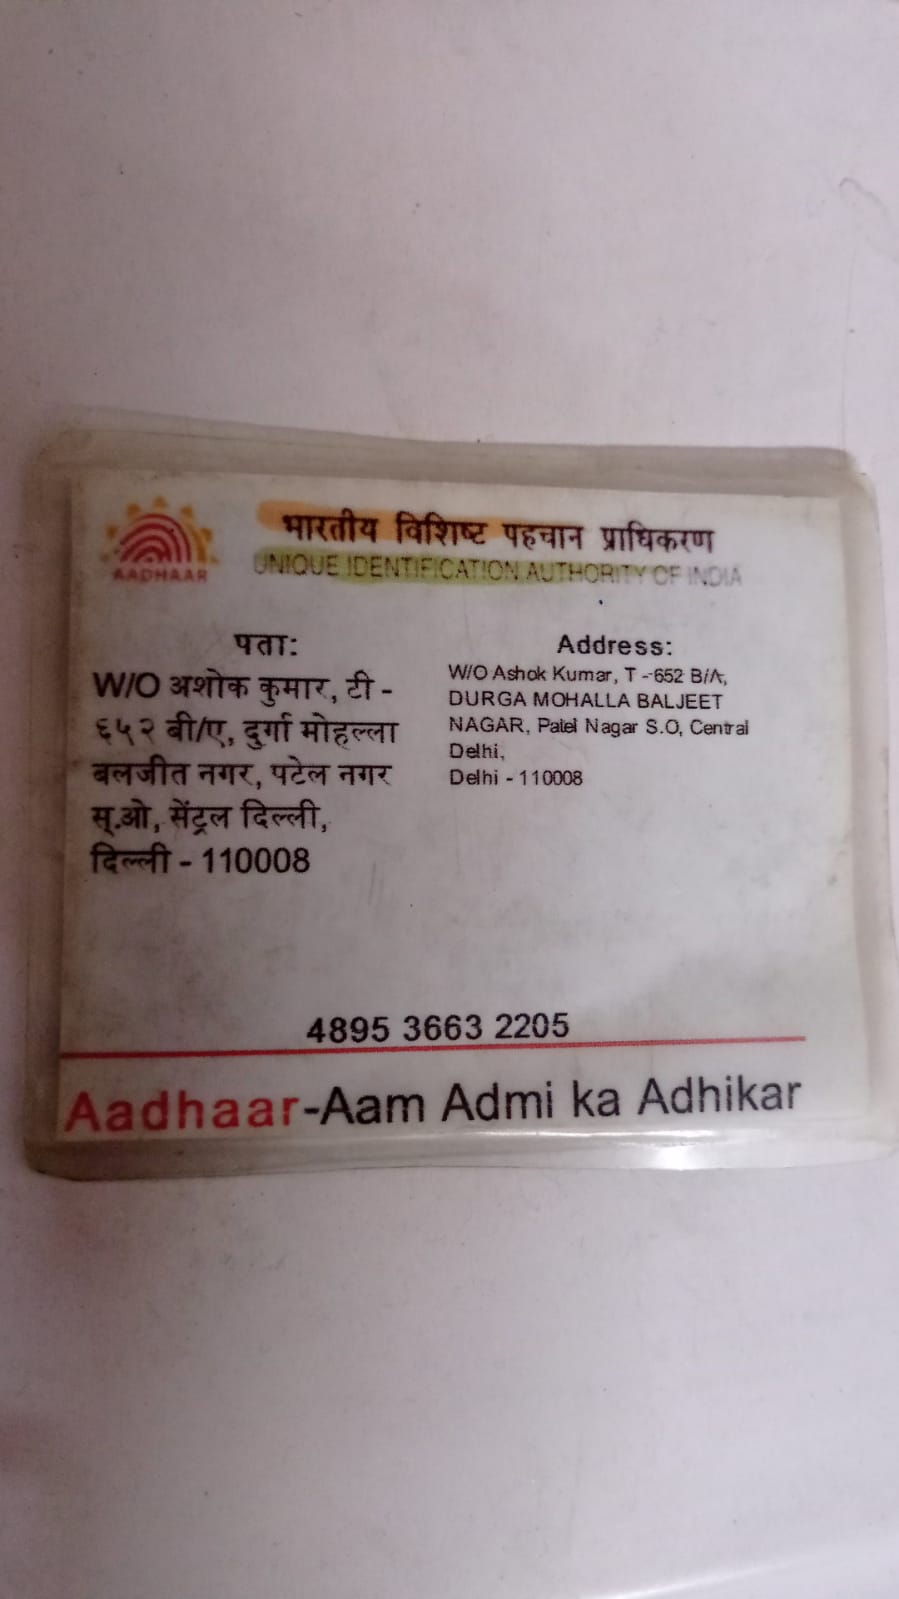 भारतीय विशिष्ट पहचान प्राधिकरण
UNIQUE IDENTIFICATION AUTHORITY OF INDIA
AADHAAR
पता:
W/O अशोक कुमार, टी -
६५२ बी/ए, दुर्गा मोहल्ला
बलजीत नगर, पटेल नगर
स्.ओ, सेंट्रल दिल्ली,
दिल्ली - 110008
Address:
W/O Ashok Kumar, T -652 B/A,
DURGA MOHALLA BALJEET
NAGAR, Patel Nagar S.O, Central
Delhi,
Delhi - 110008
4895 3663 2205
Aadhaar-Aam Admi ka Adhikar